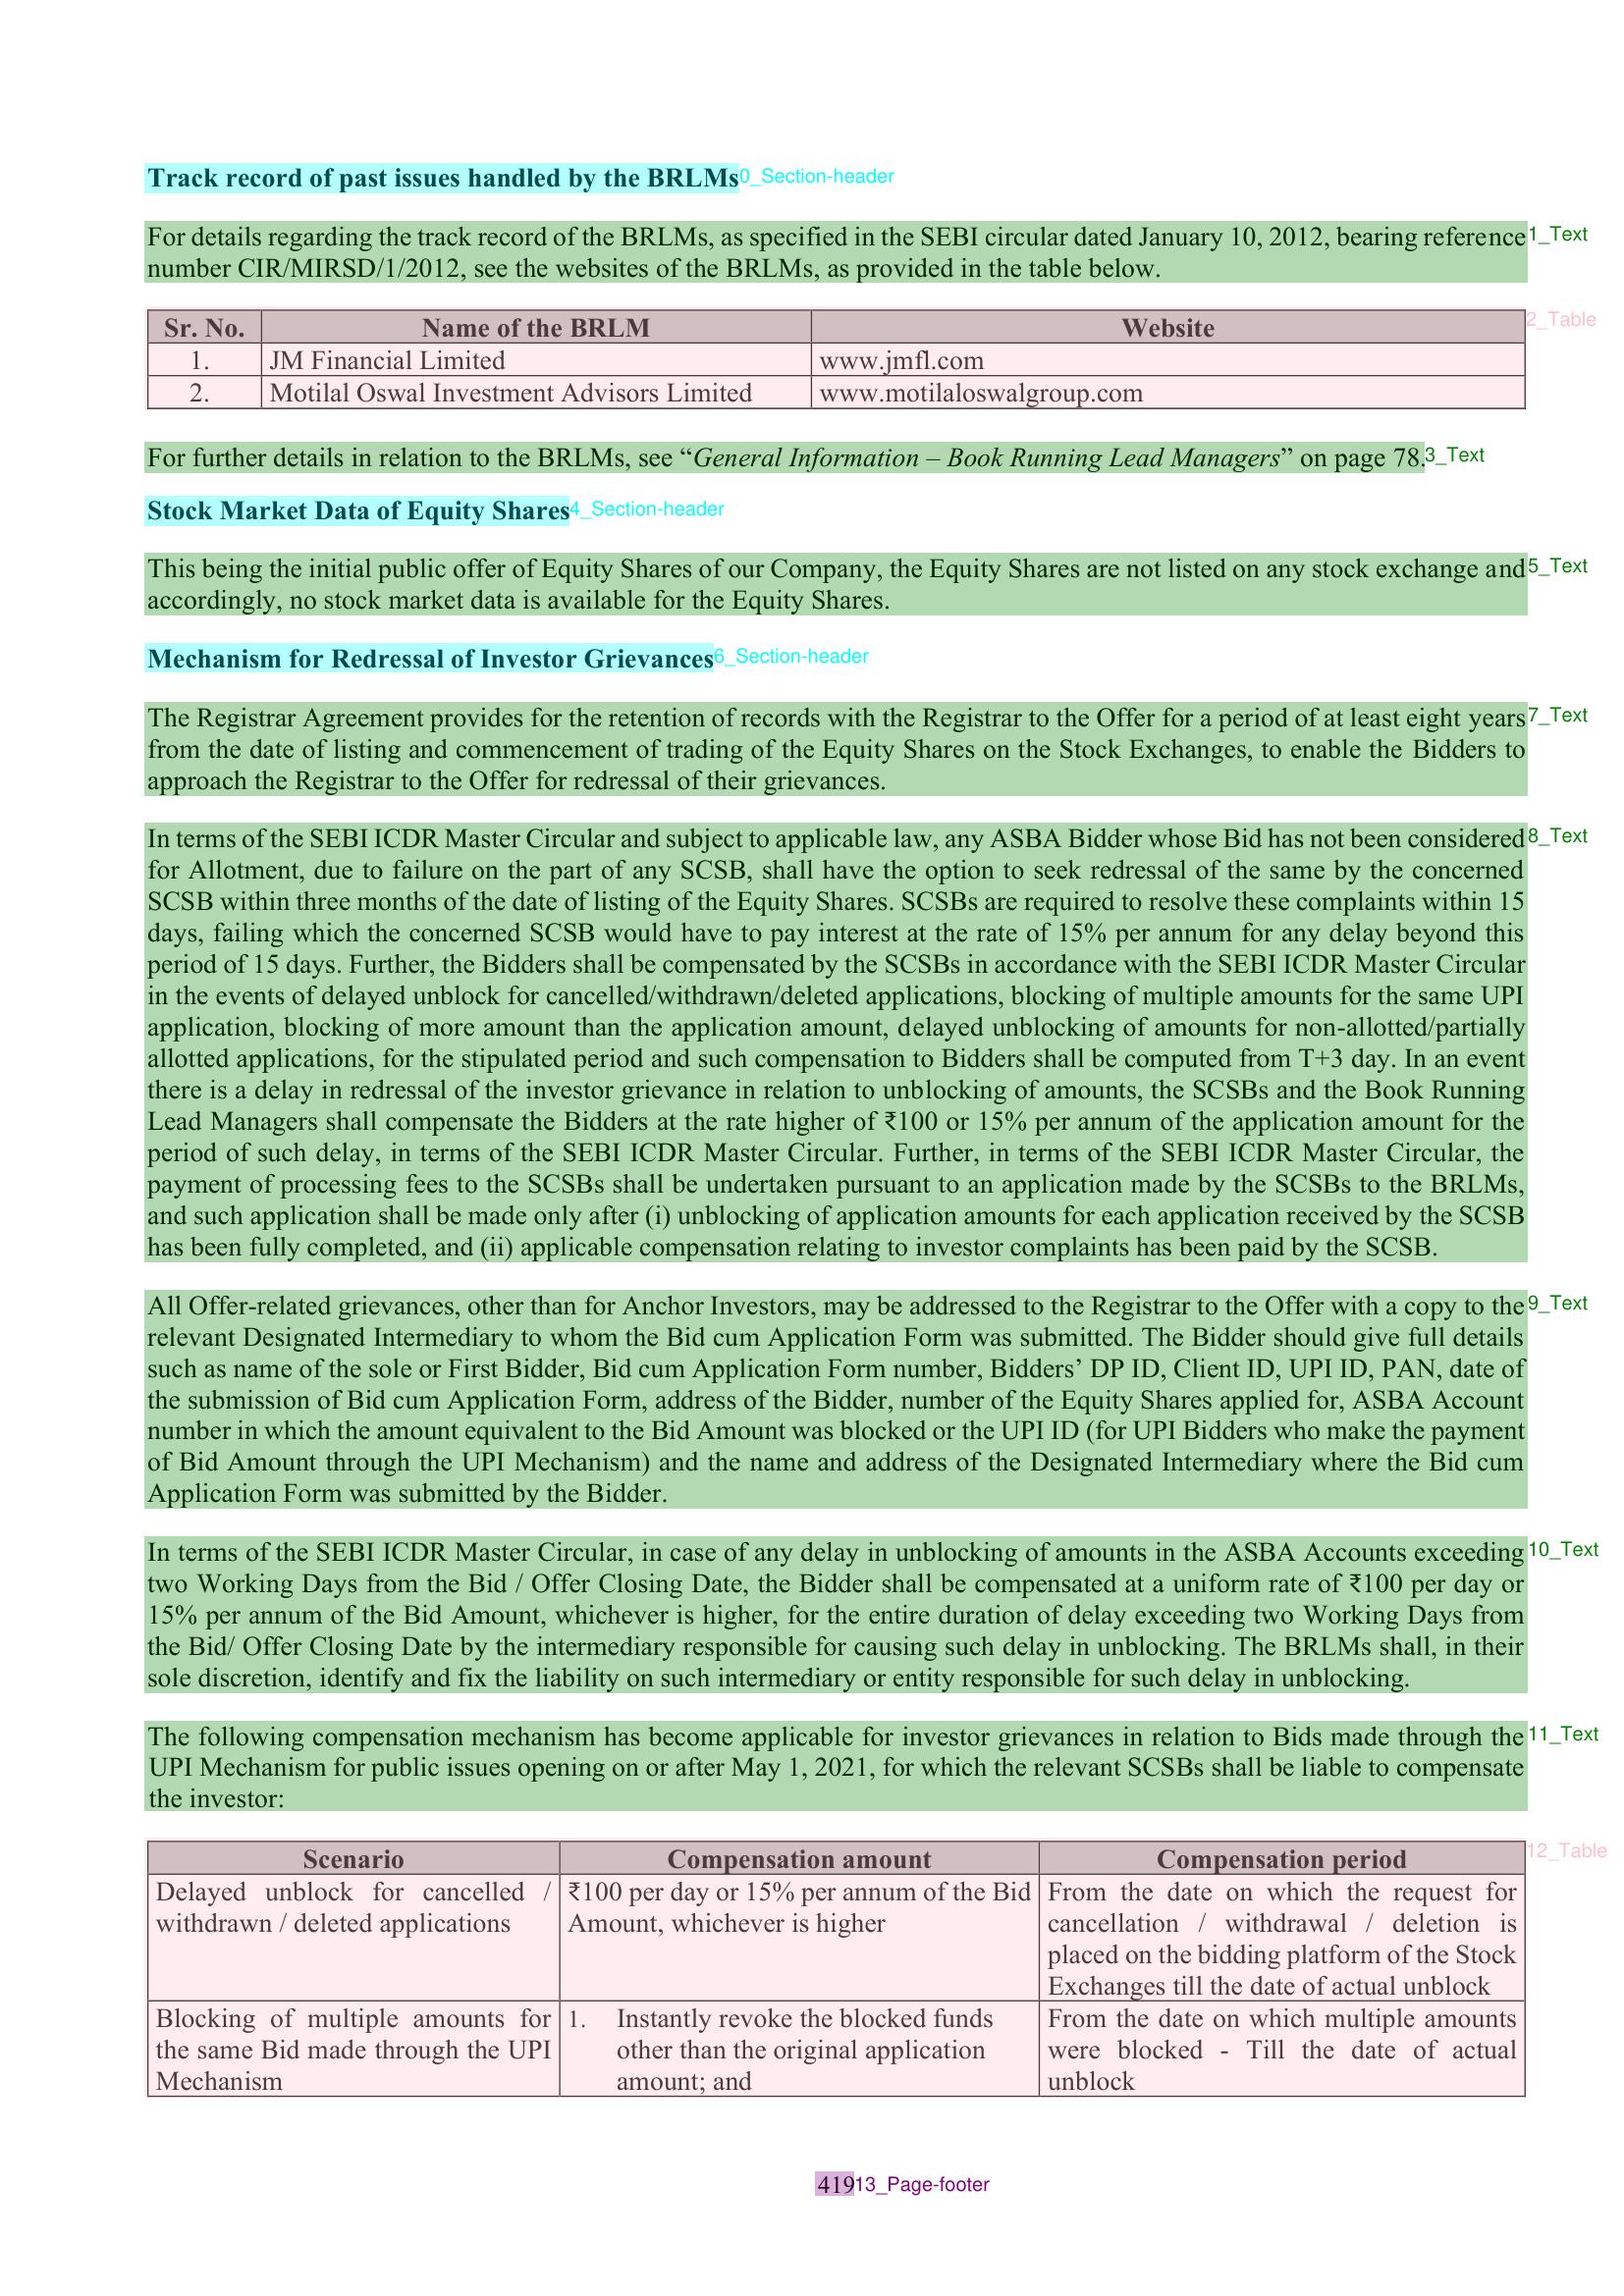 Track record of past issues handled by the BRLMs 0_Section-header
For details regarding the track record of the BRLMs, as specified in the SEBI circular dated January 10, 2012, bearing reference 1_Text
number CIR/MIRSD/1/2012, see the websites of the BRLMs, as provided in the table below.
Sr. No. Name of the BRLM Website 2_Table
1. JM Financial Limited www.jmfl.com
2. Motilal Oswal Investment Advisors Limited www.motilaloswalgroup.com
For further details in relation to the BRLMs, see “General Information – Book Running Lead Managers” on page 78. 3_Text
Stock Market Data of Equity Shares 4_Section-header
This being the initial public offer of Equity Shares of our Company, the Equity Shares are not listed on any stock exchange and 5_Text
accordingly, no stock market data is available for the Equity Shares.
Mechanism for Redressal of Investor Grievances 6_Section-header
The Registrar Agreement provides for the retention of records with the Registrar to the Offer for a period of at least eight years 7_Text
from the date of listing and commencement of trading of the Equity Shares on the Stock Exchanges, to enable the Bidders to
approach the Registrar to the Offer for redressal of their grievances.
In terms of the SEBI ICDR Master Circular and subject to applicable law, any ASBA Bidder whose Bid has not been considered 8_Text
for Allotment, due to failure on the part of any SCSB, shall have the option to seek redressal of the same by the concerned
SCSB within three months of the date of listing of the Equity Shares. SCSBs are required to resolve these complaints within 15
days, failing which the concerned SCSB would have to pay interest at the rate of 15% per annum for any delay beyond this
period of 15 days. Further, the Bidders shall be compensated by the SCSBs in accordance with the SEBI ICDR Master Circular
in the events of delayed unblock for cancelled/withdrawn/deleted applications, blocking of multiple amounts for the same UPI
application, blocking of more amount than the application amount, delayed unblocking of amounts for non-allotted/partially
allotted applications, for the stipulated period and such compensation to Bidders shall be computed from T+3 day. In an event
there is a delay in redressal of the investor grievance in relation to unblocking of amounts, the SCSBs and the Book Running
Lead Managers shall compensate the Bidders at the rate higher of ₹100 or 15% per annum of the application amount for the
period of such delay, in terms of the SEBI ICDR Master Circular. Further, in terms of the SEBI ICDR Master Circular, the
payment of processing fees to the SCSBs shall be undertaken pursuant to an application made by the SCSBs to the BRLMs,
and such application shall be made only after (i) unblocking of application amounts for each application received by the SCSB
has been fully completed, and (ii) applicable compensation relating to investor complaints has been paid by the SCSB.
All Offer-related grievances, other than for Anchor Investors, may be addressed to the Registrar to the Offer with a copy to the 9_Text
relevant Designated Intermediary to whom the Bid cum Application Form was submitted. The Bidder should give full details
such as name of the sole or First Bidder, Bid cum Application Form number, Bidders’ DP ID, Client ID, UPI ID, PAN, date of
the submission of Bid cum Application Form, address of the Bidder, number of the Equity Shares applied for, ASBA Account
number in which the amount equivalent to the Bid Amount was blocked or the UPI ID (for UPI Bidders who make the payment
of Bid Amount through the UPI Mechanism) and the name and address of the Designated Intermediary where the Bid cum
Application Form was submitted by the Bidder.
In terms of the SEBI ICDR Master Circular, in case of any delay in unblocking of amounts in the ASBA Accounts exceeding 10_Text
two Working Days from the Bid / Offer Closing Date, the Bidder shall be compensated at a uniform rate of ₹100 per day or
15% per annum of the Bid Amount, whichever is higher, for the entire duration of delay exceeding two Working Days from
the Bid/ Offer Closing Date by the intermediary responsible for causing such delay in unblocking. The BRLMs shall, in their
sole discretion, identify and fix the liability on such intermediary or entity responsible for such delay in unblocking.
The following compensation mechanism has become applicable for investor grievances in relation to Bids made through the 11_Text
UPI Mechanism for public issues opening on or after May 1, 2021, for which the relevant SCSBs shall be liable to compensate
the investor:
Scenario Compensation amount Compensation period 12_Table
Delayed unblock for cancelled / ₹100 per day or 15% per annum of the Bid From the date on which the request for
withdrawn / deleted applications Amount, whichever is higher cancellation / withdrawal / deletion is
placed on the bidding platform of the Stock
Exchanges till the date of actual unblock
Blocking of multiple amounts for 1. Instantly revoke the blocked funds From the date on which multiple amounts
the same Bid made through the UPI other than the original application were blocked - Till the date of actual
Mechanism amount; and unblock
419 13_Page-footer